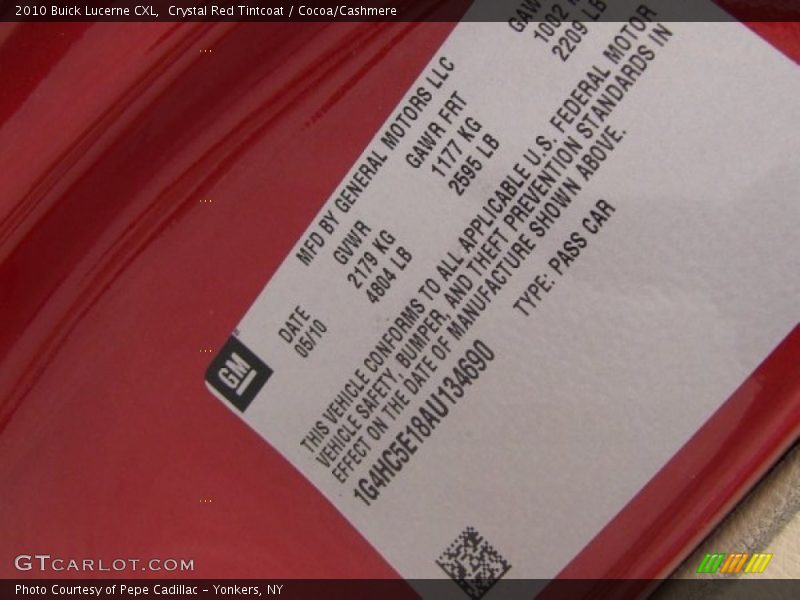 2010 Buick Lucerne CXL,  Crystal Red Tintcoat / Cocoa/Cashmere
GM
MFD BY GENERAL MOTORS LLC
DATE GVWR GAWR FRT
05/10 2179 KG 1177 KG 1002
4804 LB 2595 LB 2209 LB
THIS VEHICLE CONFORMS TO ALL APPLICABLE U.S. FEDERAL MOTOR
VEHICLE SAFETY, BUMPER, AND THEFT PREVENTION STANDARDS IN
EFFECT ON THE DATE OF MANUFACTURE SHOWN ABOVE.
1G4HC5E18AU134690 TYPE: PASS CAR
GTCARLOT.COM
Photo Courtesy of Pepe Cadillac - Yonkers, NY